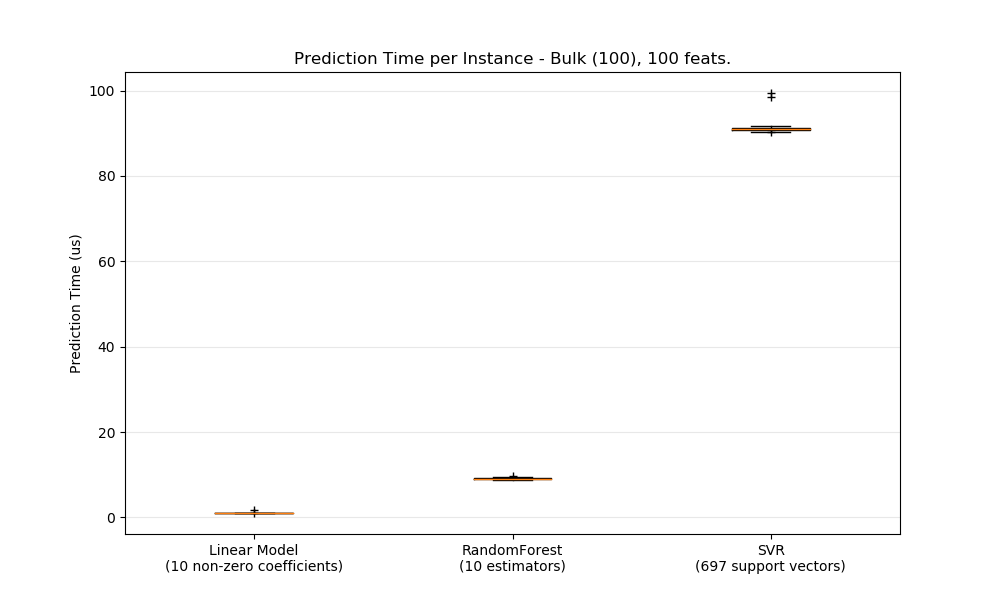 Prediction Time per Instance - Bulk (100), 100 feats.
Prediction Time (us)
100
80
60
40
20
0
Linear Model
(10 non-zero coefficients)
RandomForest
(10 estimators)
SVR
(697 support vectors)